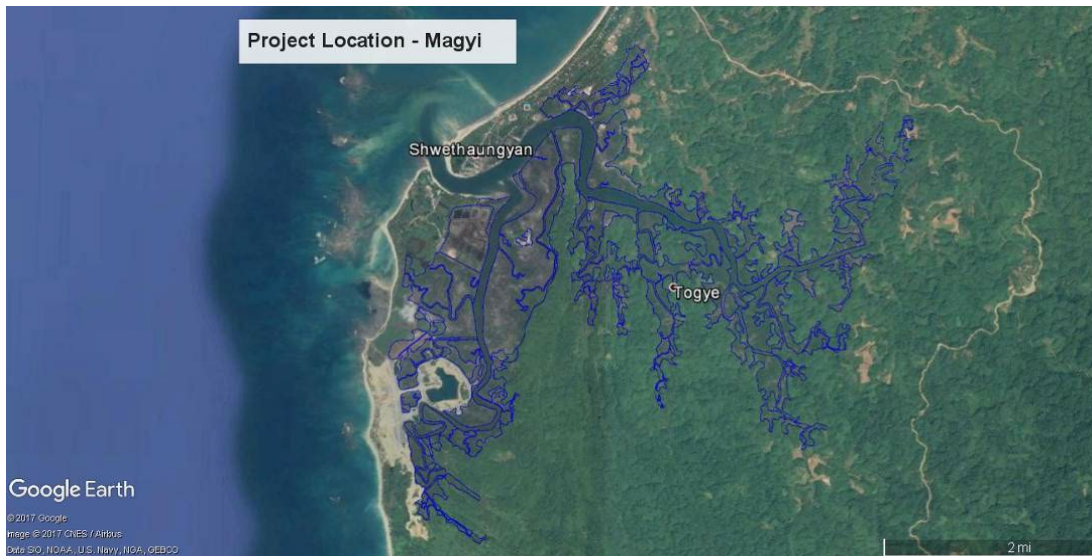 Project Location - Magyi
Shwethaungyan
Togye
Google Earth
© 2017 Google
Image © 2017 CNES / Airbus
Data SIO, NOAA, U.S. Navy, NGA, GEBCO
2 mi